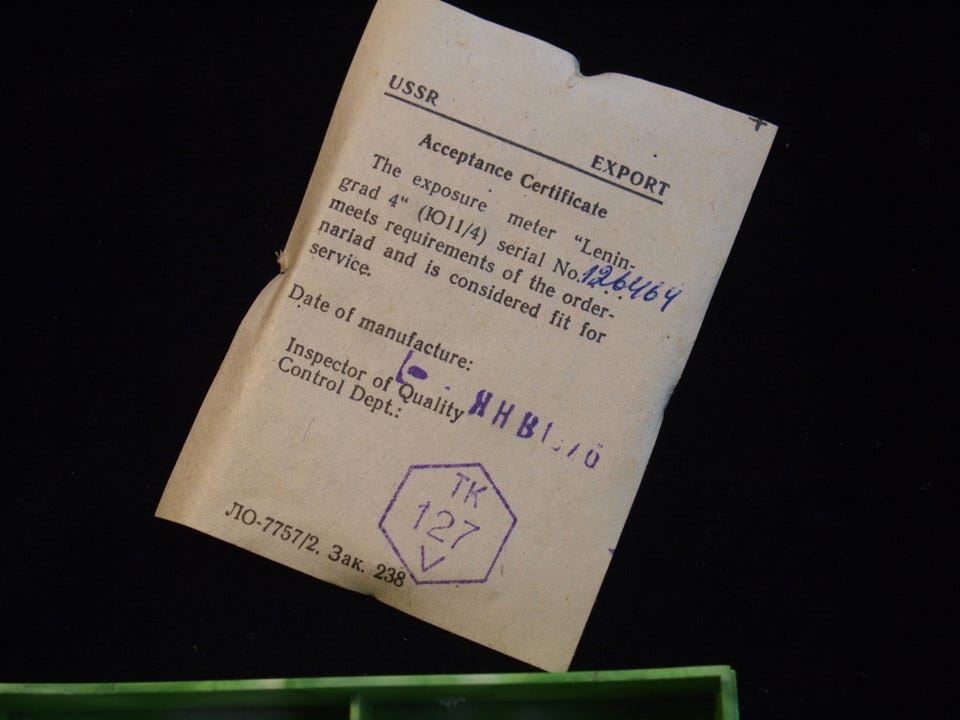 USSR
EXPORT
Acceptance Certificate
The exposure meter “Lenin-
grad 4“ (Ю11/4) serial No. 126464
meets requirements of the order-
nariad and is considered fit for
service.
Date of manufacture:
Inspector of Quality
Control Dept.:
ТК
127
V
ЛО-7757/2. Зак. 238